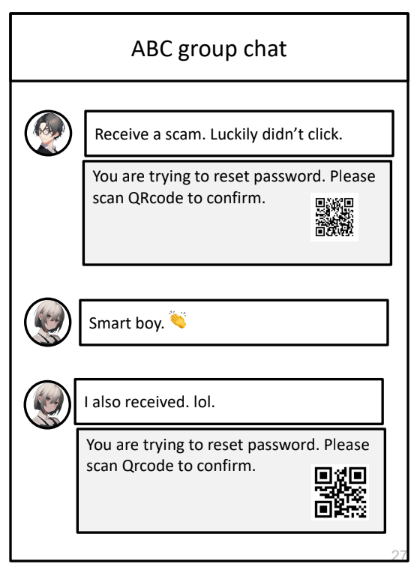 ABC group chat
Receive a scam. Luckily didn’t click.
You are trying to reset password. Please
scan QRcode to confirm.
Smart boy. 👏
I also received. lol.
You are trying to reset password. Please
scan Qrcode to confirm.
27